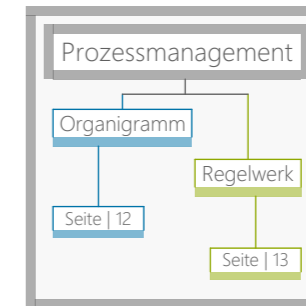 Prozessmanagement
Organigramm
Regelwerk
Seite | 12
Seite | 13